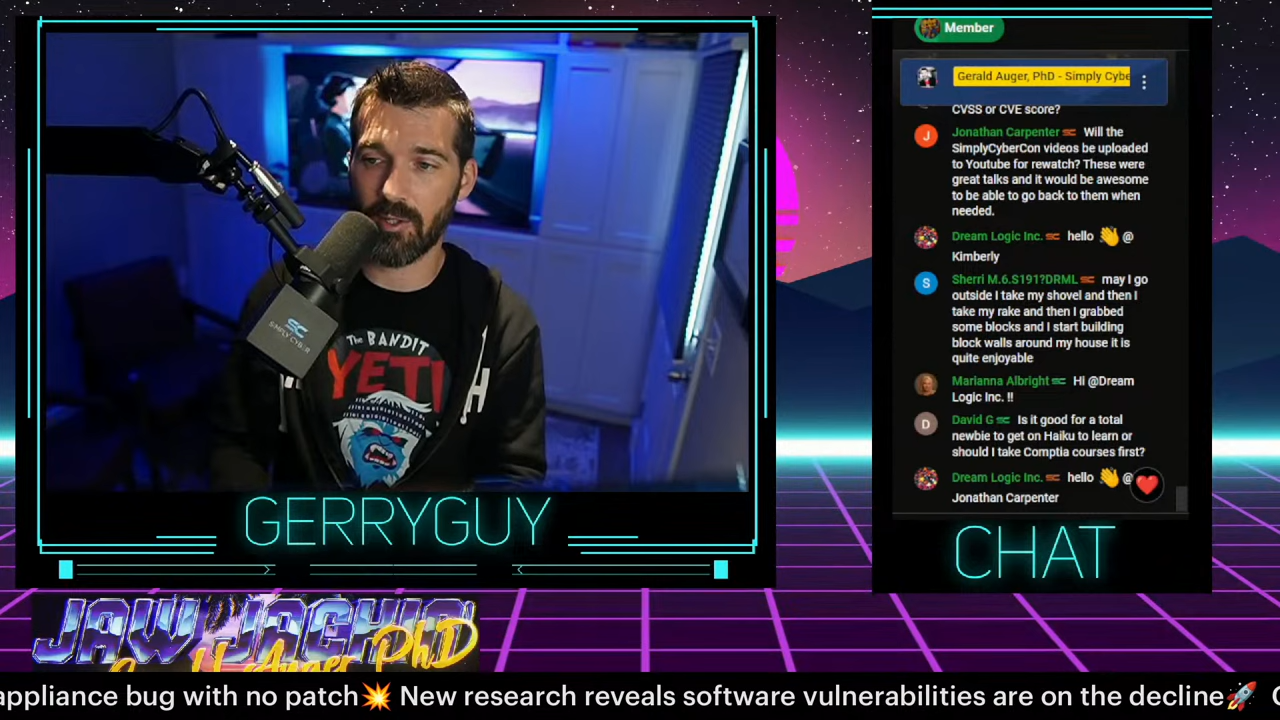 Member
Gerald Auger, PhD - Simply Cybe
CVSS or CVE score?
J
Jonathan Carpenter Will the
SimplyCyberCon videos be uploaded
to Youtube for rewatch? These were
great talks and it would be awesome
to be able to go back to them when
needed.
Dream Logic Inc. hello 👋 @
Kimberly
S
Sherri M.6.S191?DRML may I go
outside I take my shovel and then I
take my rake and then I grabbed
some blocks and I start building
block walls around my house it is
quite enjoyable
Marianna Albright Hi @Dream
Logic Inc. !!
D
David G Is it good for a total
newbie to get on Haiku to learn or
should I take Comptia courses first?
Dream Logic Inc. hello 👋 @
Jonathan Carpenter
SIMPLY CYBER
The BANDIT
YETI
H
GERRYGUY
CHAT
PhD
appliance bug with no patch💥 New research reveals software vulnerabilities are on the decline🚀